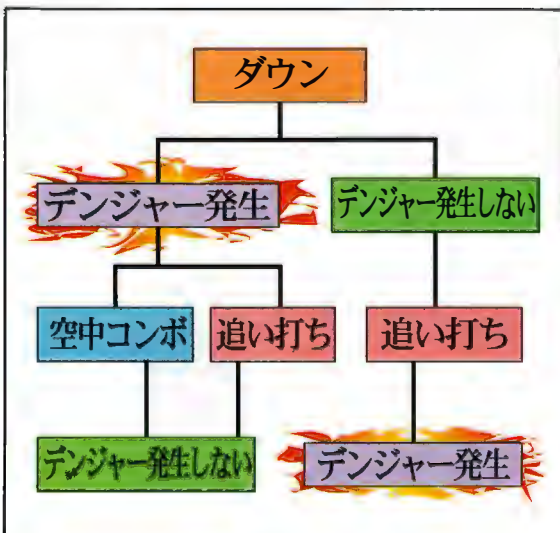 ダウン
デンジャー発生
デンジャー発生しない
空中コンボ
追い打ち
追い打ち
デンジャー発生しない
デンジャー発生